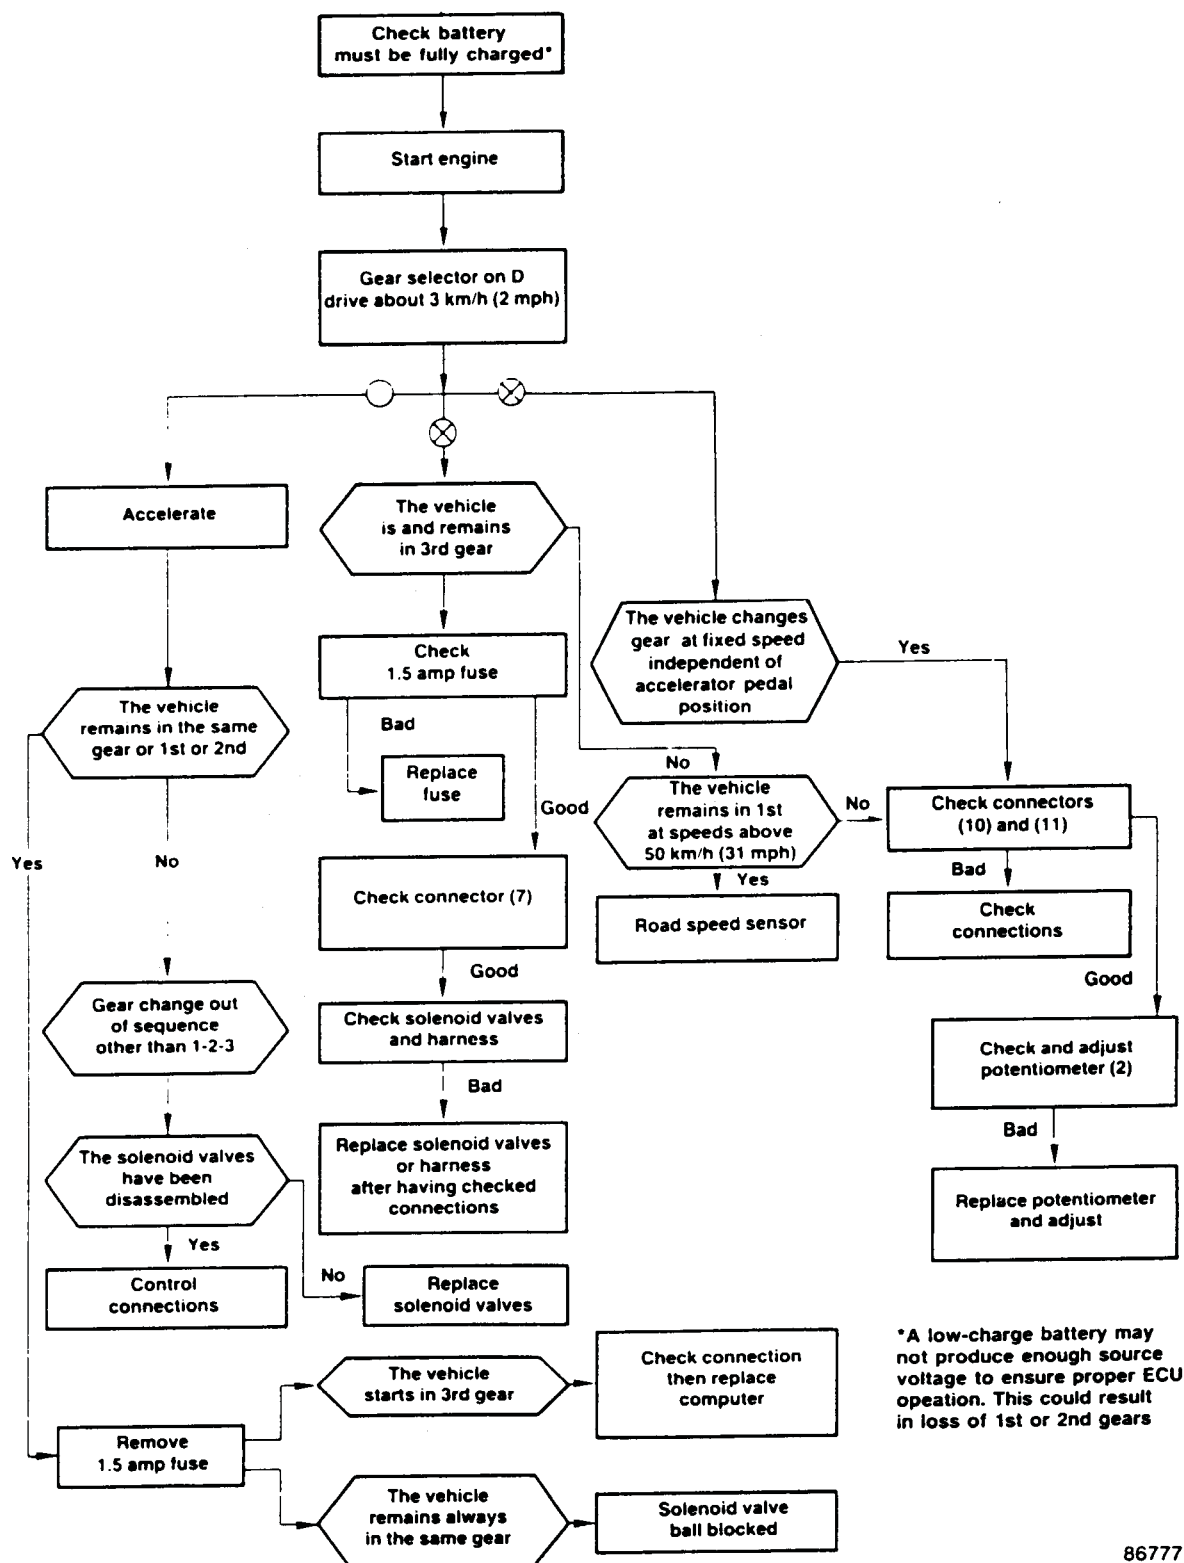 Check battery
must be fully charged*
Start engine
Gear selector on D
drive about 3 km/h (2 mph)
Accelerate
The vehicle
is and remains
in 3rd gear
The vehicle changes
gear at fixed speed
independent of
accelerator pedal
position
Yes
Check
1.5 amp fuse
The vehicle
remains in the same
gear or 1st or 2nd
Bad
Replace
fuse
Good
No
The vehicle
remains in 1st
at speeds above
50 km/h (31 mph)
No
Check connectors
(10) and (11)
Yes
No
Yes
Bad
Check connector (7)
Road speed sensor
Check
connections
Good
Good
Gear change out
of sequence
other than 1-2-3
Check solenoid valves
and harness
Check and adjust
potentiometer (2)
Bad
Bad
The solenoid valves
have been
disassembled
Replace solenoid valves
or harness
after having checked
connections
Replace potentiometer
and adjust
Yes
No
Control
connections
Replace
solenoid valves
*A low-charge battery may
not produce enough source
voltage to ensure proper ECU
opeation. This could result
in loss of 1st or 2nd gears
The vehicle
starts in 3rd gear
Check connection
then replace
computer
Remove
1.5 amp fuse
The vehicle
remains always
in the same gear
Solenoid valve
ball blocked
86777